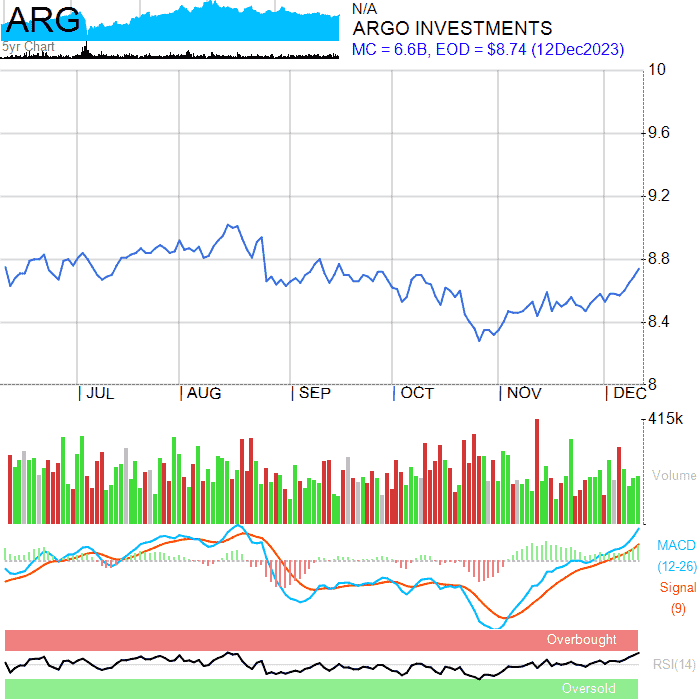 ARG
5yr Chart
N/A
ARGO INVESTMENTS
MC = 6.6B, EOD = $8.74 (12Dec2023)
10
9.6
9.2
8.8
8.4
8
JUL AUG SEP OCT NOV DEC
415k
Volume
MACD
(12-26)
Signal
(9)
Overbought
RSI(14)
Oversold